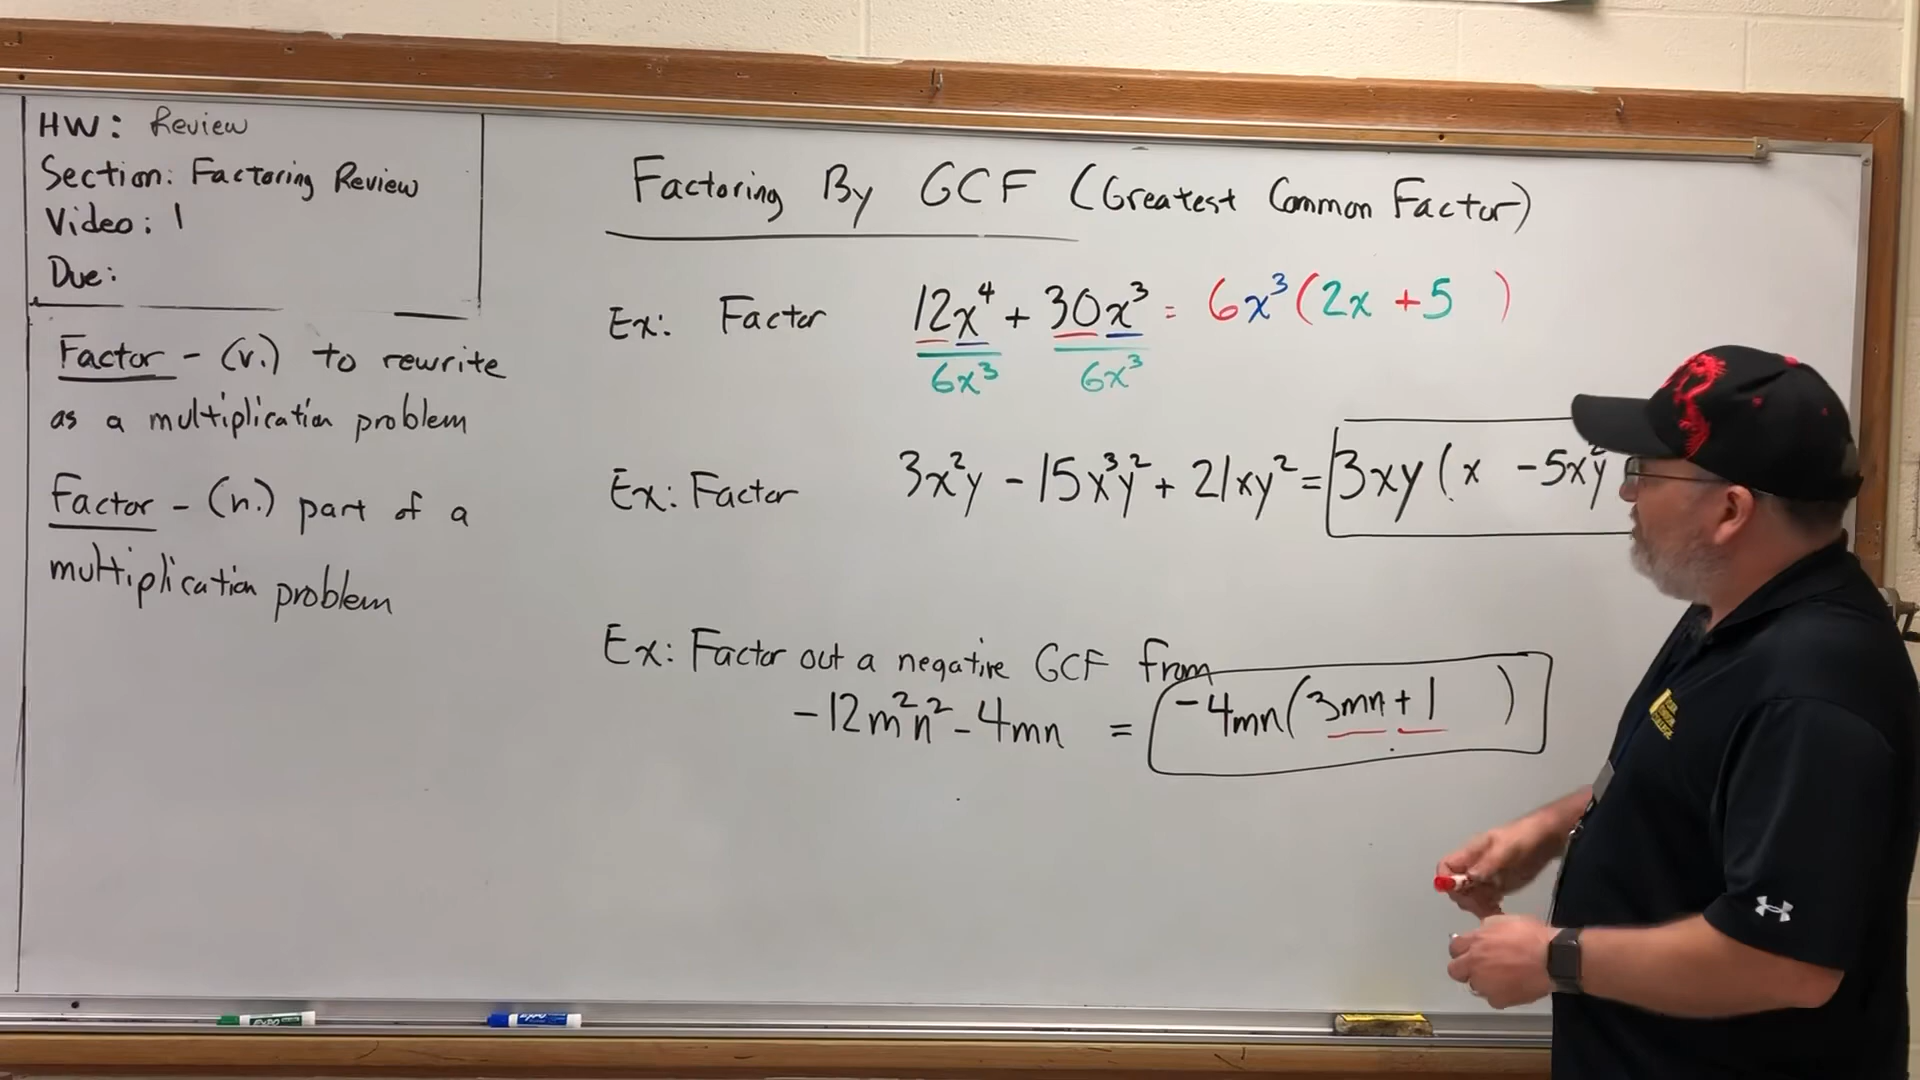 HW: Review
Section: Factoring Review
Video: 1
Due:
Factor - (v.) to rewrite
as a multiplication problem
Factor - (n.) part of a
multiplication problem
Factoring By GCF (Greatest Common Factor)
Ex: Factor 12x⁴ + 30x³ = 6x³(2x + 5 )
6x³ 6x³
Ex: Factor 3x²y - 15x³y² + 21xy² = 3xy(x - 5x²y
Ex: Factor out a negative GCF from
-12m²n² - 4mn = -4mn(3mn + 1 )
EXPO